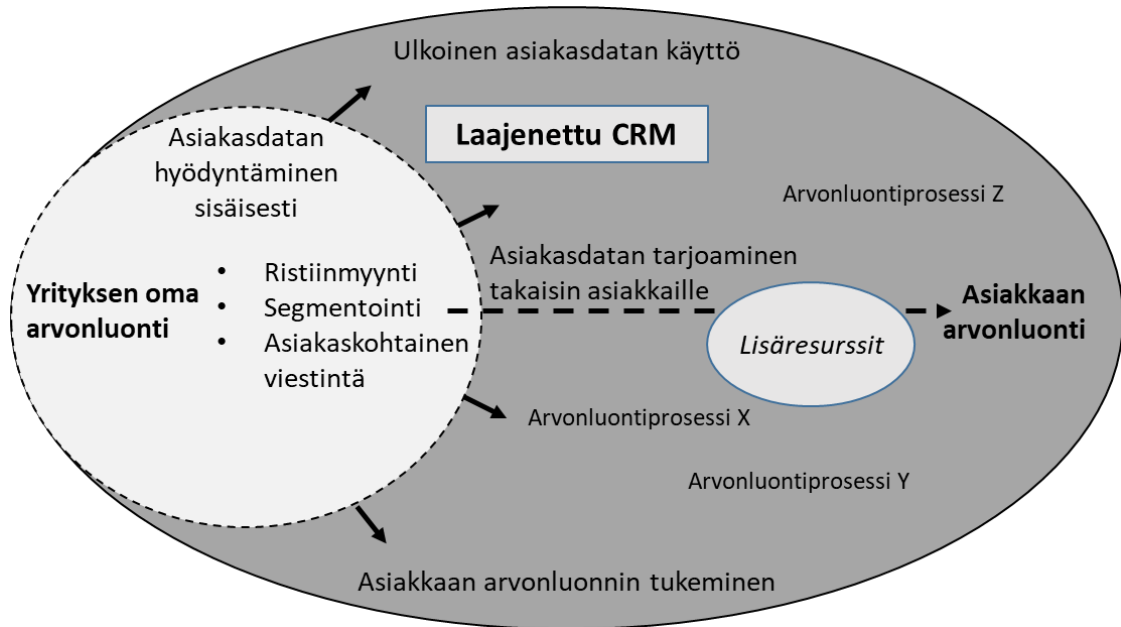 Ulkoinen asiakasdatan käyttö
Laajenettu CRM
Asiakasdatan
hyödyntäminen
sisäisesti
Arvonluontiprosessi Z
Yrityksen oma
arvonluonti
• Ristiinmyynti
• Segmentointi
• Asiakaskohtainen
viestintä
Asiakasdatan tarjoaminen
takaisin asiakkaille
Lisäresurssit
Asiakkaan
arvonluonti
Arvonluontiprosessi X
Arvonluontiprosessi Y
Asiakkaan arvonluonnin tukeminen